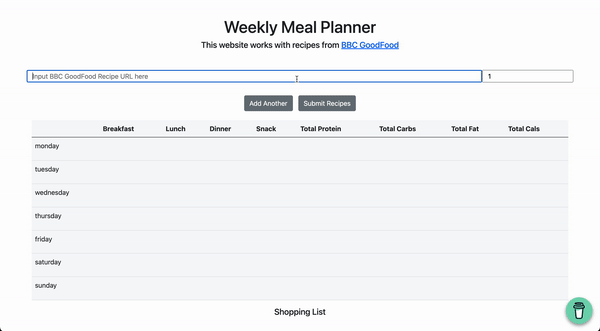 Weekly Meal Planner
This website works with recipes from BBC GoodFood
Input BBC GoodFood Recipe URL here 1
Add Another Submit Recipes
Breakfast Lunch Dinner Snack Total Protein Total Carbs Total Fat Total Cals
monday
tuesday
wednesday
thursday
friday
saturday
sunday
Shopping List